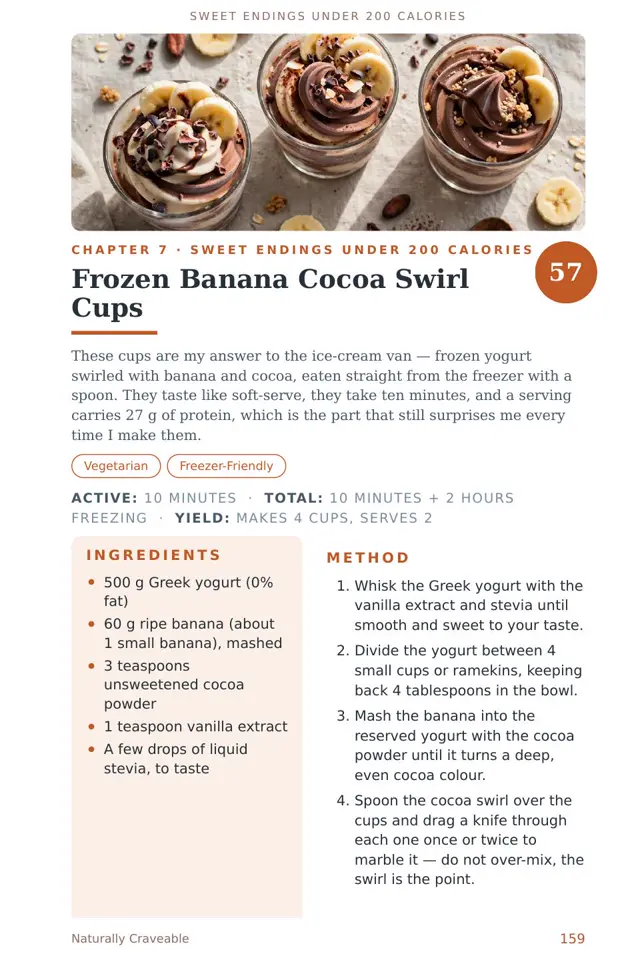 SWEET ENDINGS UNDER 200 CALORIES
CHAPTER 7 · SWEET ENDINGS UNDER 200 CALORIES
57
Frozen Banana Cocoa Swirl
Cups
These cups are my answer to the ice-cream van — frozen yogurt
swirled with banana and cocoa, eaten straight from the freezer with a
spoon. They taste like soft-serve, they take ten minutes, and a serving
carries 27 g of protein, which is the part that still surprises me every
time I make them.
Vegetarian
Freezer-Friendly
ACTIVE: 10 MINUTES · TOTAL: 10 MINUTES + 2 HOURS
FREEZING · YIELD: MAKES 4 CUPS, SERVES 2
INGREDIENTS
• 500 g Greek yogurt (0%
fat)
• 60 g ripe banana (about
1 small banana), mashed
• 3 teaspoons
unsweetened cocoa
powder
• 1 teaspoon vanilla extract
• A few drops of liquid
stevia, to taste
METHOD
1. Whisk the Greek yogurt with the
vanilla extract and stevia until
smooth and sweet to your taste.
2. Divide the yogurt between 4
small cups or ramekins, keeping
back 4 tablespoons in the bowl.
3. Mash the banana into the
reserved yogurt with the cocoa
powder until it turns a deep,
even cocoa colour.
4. Spoon the cocoa swirl over the
cups and drag a knife through
each one once or twice to
marble it — do not over-mix, the
swirl is the point.
Naturally Craveable
159